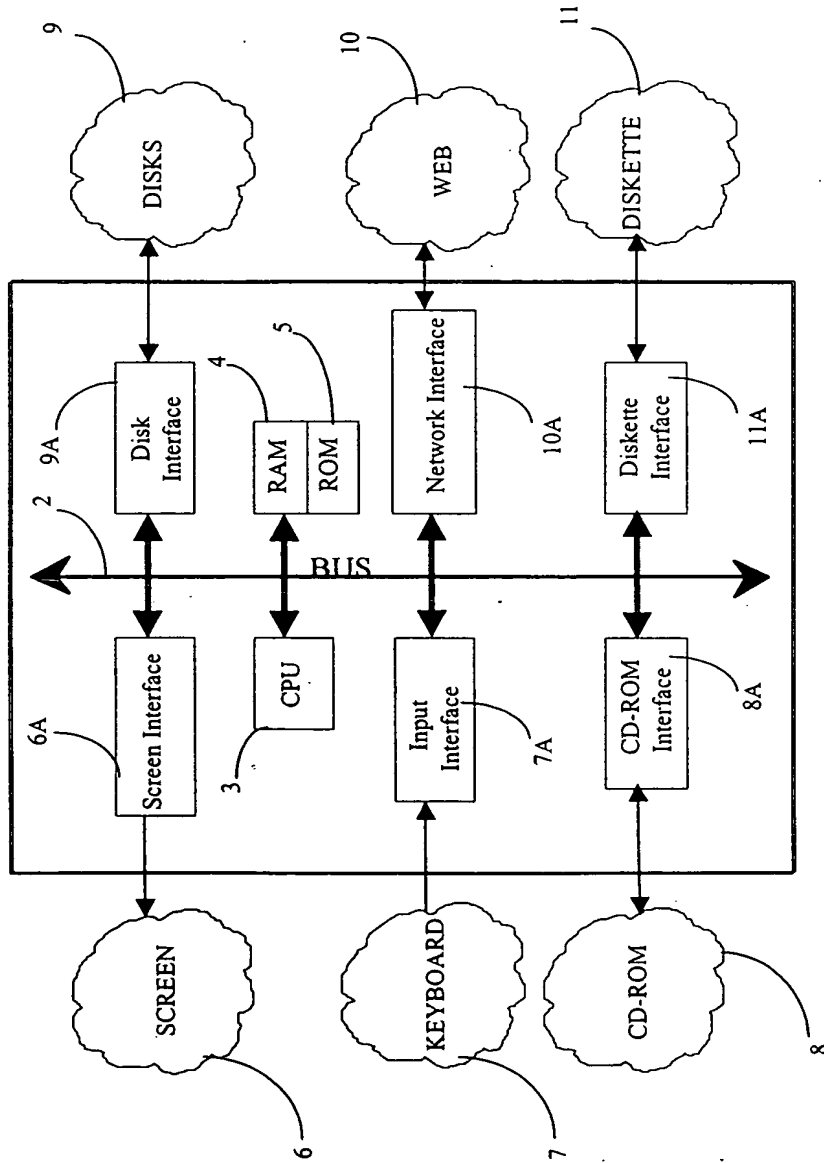 9
DISKS
10
WEB
11
DISKETTE
9A
Disk
Interface
4
RAM
5
ROM
Network Interface
10A
Diskette
Interface
11A
2
BUS
6A
Screen Interface
CPU
3
Input
Interface
7A
CD-ROM
Interface
8A
SCREEN
6
KEYBOARD
7
CD-ROM
8